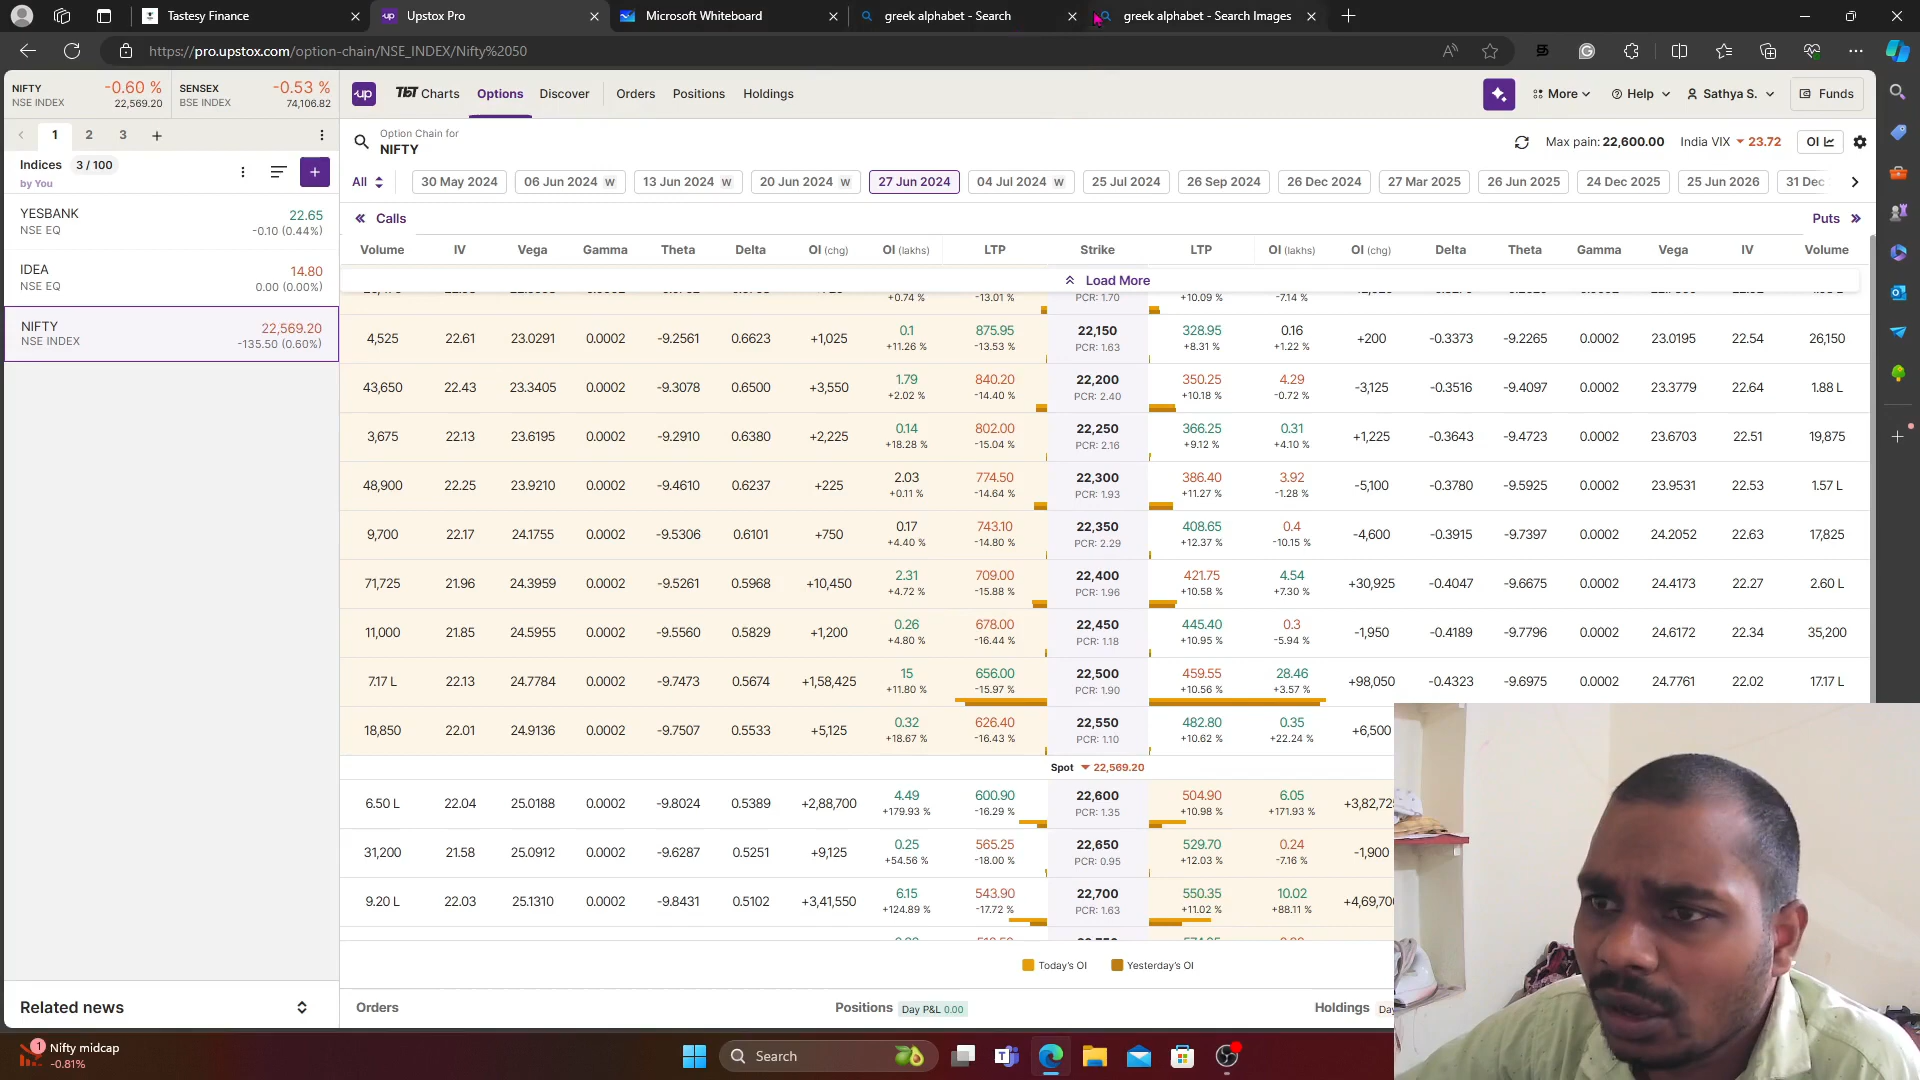 Tastesy Finance
Upstox Pro
Microsoft Whiteboard
greek alphabet - Search
greek alphabet - Search Images
https://pro.upstox.com/option-chain/NSE_INDEX/Nifty%2050
NIFTY -0.60 % SENSEX -0.53 %
NSE INDEX 22,569.20 BSE INDEX 74,106.82
up TBT Charts Options Discover Orders Positions Holdings More Help Sathya S. Funds
1 2 3
Indices 3 / 100
by You
YESBANK 22.65
NSE EQ -0.10 (0.44%)
IDEA 14.80
NSE EQ 0.00 (0.00%)
NIFTY 22,569.20
NSE INDEX -135.50 (0.60%)
Option Chain for
NIFTY
Max pain: 22,600.00 India VIX 23.72 OI
All 30 May 2024 06 Jun 2024 W 13 Jun 2024 W 20 Jun 2024 W 27 Jun 2024 04 Jul 2024 W 25 Jul 2024 26 Sep 2024 26 Dec 2024 27 Mar 2025 26 Jun 2025 24 Dec 2025 25 Jun 2026 31 Dec
Calls Puts
Volume IV Vega Gamma Theta Delta OI (chg) OI (lakhs) LTP Strike LTP OI (lakhs) OI (chg) Delta Theta Gamma Vega IV Volume
Load More
+0.74 % -13.01 % PCR: 1.70 +10.09 % -7.14 %
4,525 22.61 23.0291 0.0002 -9.2561 0.6623 +1,025 0.1 875.95 22,150 328.95 0.16 +200 -0.3373 -9.2265 0.0002 23.0195 22.54 26,150
+11.26 % -13.53 % PCR: 1.63 +8.31 % +1.22 %
43,650 22.43 23.3405 0.0002 -9.3078 0.6500 +3,550 1.79 840.20 22,200 350.25 4.29 -3,125 -0.3516 -9.4097 0.0002 23.3779 22.64 1.88 L
+2.02 % -14.40 % PCR: 2.40 +10.18 % -0.72 %
3,675 22.13 23.6195 0.0002 -9.2910 0.6380 +2,225 0.14 802.00 22,250 366.25 0.31 +1,225 -0.3643 -9.4723 0.0002 23.6703 22.51 19,875
+18.28 % -15.04 % PCR: 2.16 +9.12 % +4.10 %
48,900 22.25 23.9210 0.0002 -9.4610 0.6237 +225 2.03 774.50 22,300 386.40 3.92 -5,100 -0.3780 -9.5925 0.0002 23.9531 22.53 1.57 L
+0.11 % -14.64 % PCR: 1.93 +11.27 % -1.28 %
9,700 22.17 24.1755 0.0002 -9.5306 0.6101 +750 0.17 743.10 22,350 408.65 0.4 -4,600 -0.3915 -9.7397 0.0002 24.2052 22.63 17,825
+4.40 % -14.80 % PCR: 2.29 +12.37 % -10.15 %
71,725 21.96 24.3959 0.0002 -9.5261 0.5968 +10,450 2.31 709.00 22,400 421.75 4.54 +30,925 -0.4047 -9.6675 0.0002 24.4173 22.27 2.60 L
+4.72 % -15.88 % PCR: 1.96 +10.58 % +7.30 %
11,000 21.85 24.5955 0.0002 -9.5560 0.5829 +1,200 0.26 678.00 22,450 445.40 0.3 -1,950 -0.4189 -9.7796 0.0002 24.6172 22.34 35,200
+4.80 % -16.44 % PCR: 1.18 +10.95 % -5.94 %
7.17 L 22.13 24.7784 0.0002 -9.7473 0.5674 +1,58,425 15 656.00 22,500 459.55 28.46 +98,050 -0.4323 -9.6975 0.0002 24.7761 22.02 17.17 L
+11.80 % -15.97 % PCR: 1.90 +10.56 % +3.57 %
18,850 22.01 24.9136 0.0002 -9.7507 0.5533 +5,125 0.32 626.40 22,550 482.80 0.35 +6,500
+18.67 % -16.43 % PCR: 1.10 +10.62 % +22.24 %
Spot 22,569.20
6.50 L 22.04 25.0188 0.0002 -9.8024 0.5389 +2,88,700 4.49 600.90 22,600 504.90 6.05 +3,82,725
+179.93 % -16.29 % PCR: 1.35 +10.98 % +171.93 %
31,200 21.58 25.0912 0.0002 -9.6287 0.5251 +9,125 0.25 565.25 22,650 529.70 0.24 -1,900
+54.56 % -18.00 % PCR: 0.95 +12.03 % -7.16 %
9.20 L 22.03 25.1310 0.0002 -9.8431 0.5102 +3,41,550 6.15 543.90 22,700 550.35 10.02 +4,69,700
+124.89 % -17.72 % PCR: 1.63 +11.02 % +88.11 %
Today's OI Yesterday's OI
Related news Orders Positions Day P&L 0.00 Holdings
1 Nifty midcap
-0.81%
Search